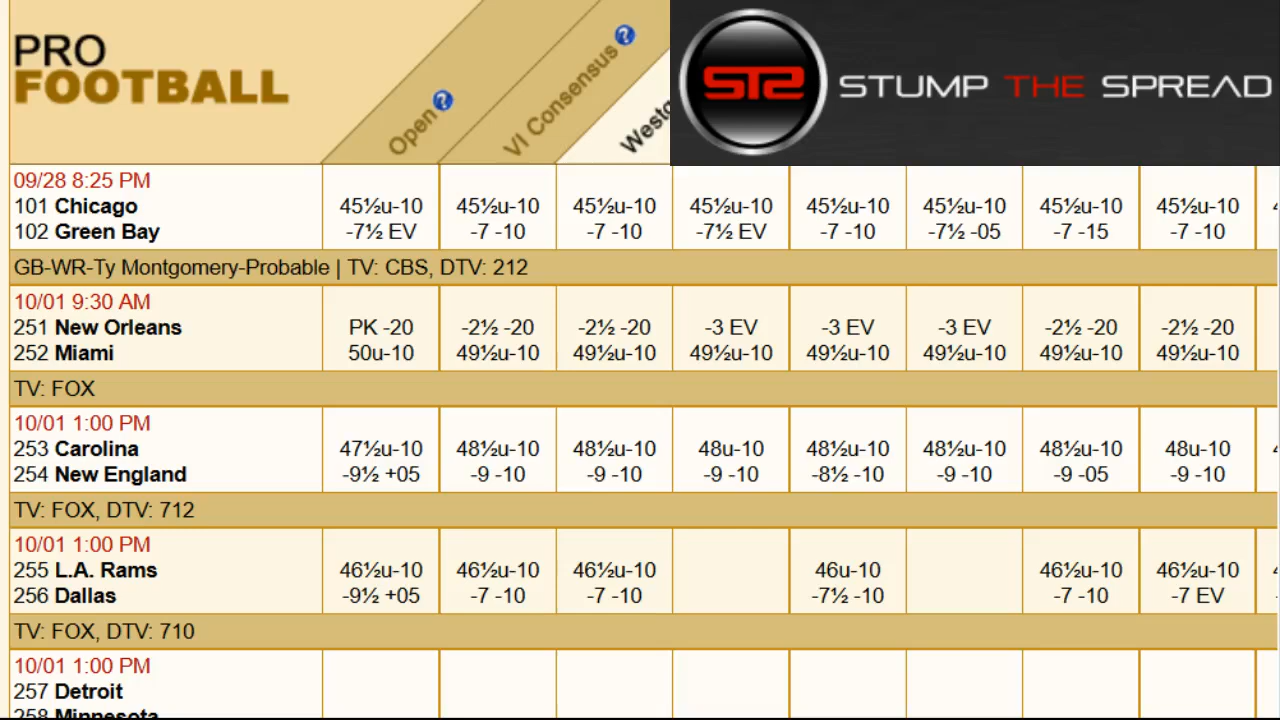 PRO
FOOTBALL
Open ?
VI Consensus ?
STS STUMP THE SPREAD
09/28 8:25 PM
101 Chicago 45½u-10 45½u-10 45½u-10 45½u-10 45½u-10 45½u-10 45½u-10 45½u-10
102 Green Bay -7½ EV -7 -10 -7 -10 -7½ EV -7 -10 -7½ -05 -7 -15 -7 -10
GB-WR-Ty Montgomery-Probable | TV: CBS, DTV: 212
10/01 9:30 AM
251 New Orleans PK -20 -2½ -20 -2½ -20 -3 EV -3 EV -3 EV -2½ -20 -2½ -20
252 Miami 50u-10 49½u-10 49½u-10 49½u-10 49½u-10 49½u-10 49½u-10 49½u-10
TV: FOX
10/01 1:00 PM
253 Carolina 47½u-10 48½u-10 48½u-10 48u-10 48½u-10 48½u-10 48½u-10 48u-10
254 New England -9½ +05 -9 -10 -9 -10 -9 -10 -8½ -10 -9 -10 -9 -05 -9 -10
TV: FOX, DTV: 712
10/01 1:00 PM
255 L.A. Rams 46½u-10 46½u-10 46½u-10 46u-10 46½u-10 46½u-10
256 Dallas -9½ +05 -7 -10 -7 -10 -7½ -10 -7 -10 -7 EV
TV: FOX, DTV: 710
10/01 1:00 PM
257 Detroit
258 Minnesota